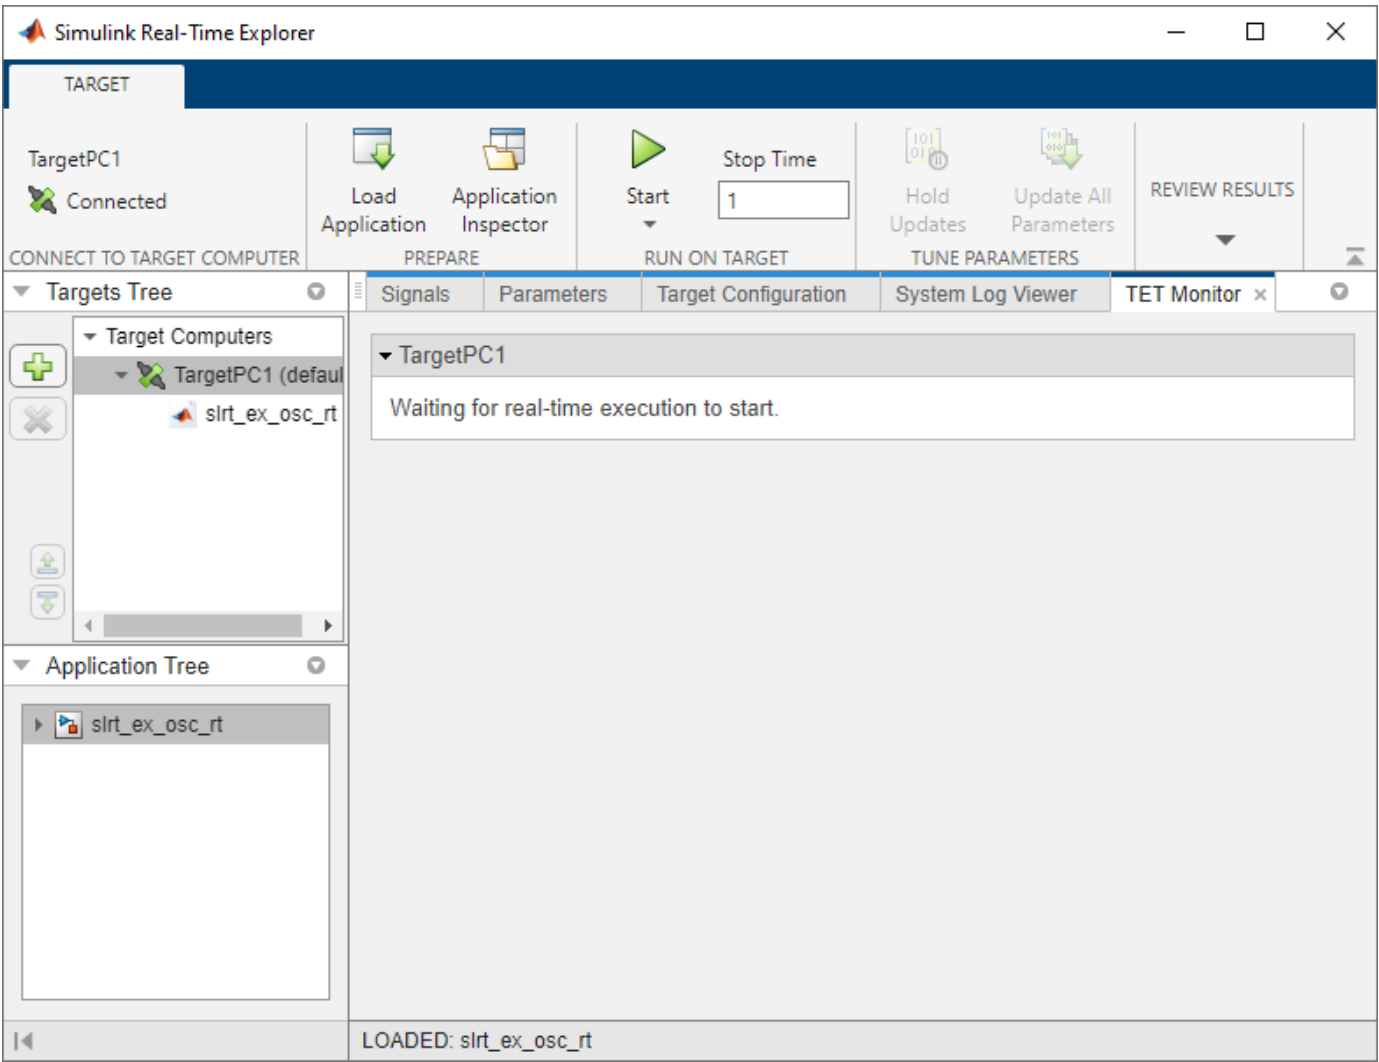 Simulink Real-Time Explorer
TARGET
TargetPC1
Connected
CONNECT TO TARGET COMPUTER
Load
Application
Application
Inspector
PREPARE
Start
Stop Time
1
RUN ON TARGET
Hold
Updates
Update All
Parameters
TUNE PARAMETERS
REVIEW RESULTS
Targets Tree
Target Computers
TargetPC1 (defaul
slrt_ex_osc_rt
Application Tree
slrt_ex_osc_rt
Signals
Parameters
Target Configuration
System Log Viewer
TET Monitor
TargetPC1
Waiting for real-time execution to start.
LOADED: slrt_ex_osc_rt